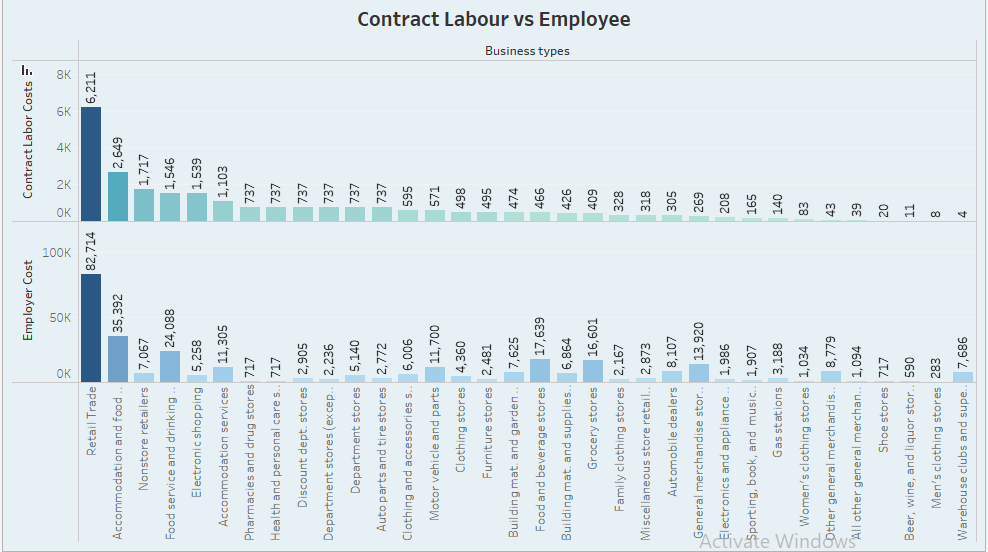 Contract Labour vs Employee
Business types
Contract Labor Costs
8K
6K
4K
2K
0K
6,211
2,649
1,717
1,546
1,539
1,103
737
737
737
737
737
737
595
571
498
495
474
466
426
409
328
318
305
269
208
165
140
83
43
39
20
11
8
4
Employer Cost
100K
50K
0K
82,714
35,392
7,067
24,088
5,258
11,305
717
717
2,905
2,236
5,140
2,772
6,006
11,700
4,360
2,481
7,625
17,639
6,864
16,601
2,167
2,873
8,107
13,920
1,986
1,907
3,188
1,034
8,779
1,094
717
590
283
7,686
Retail Trade
Accommodation and food ..
Nonstore retailers
Food service and drinking ..
Electronic shopping
Accommodation services
Pharmacies and drug stores
Health and personal care s..
Discount dept. stores
Department stores (excep..
Department stores
Auto parts and tire stores
Clothing and accessories s..
Motor vehicle and parts
Clothing stores
Furniture stores
Building mat. and garden ..
Food and beverage stores
Building mat. and supplies..
Grocery stores
Family clothing stores
Miscellaneous store retail..
Automobile dealers
General merchandise stor..
Electronics and appliance ..
Sporting, book, and music..
Gas stations
Women's clothing stores
Other general merchandis..
All other general merchan..
Shoe stores
Beer, wine, and liquor stor..
Men's clothing stores
Warehouse clubs and supe..
Activate Windows